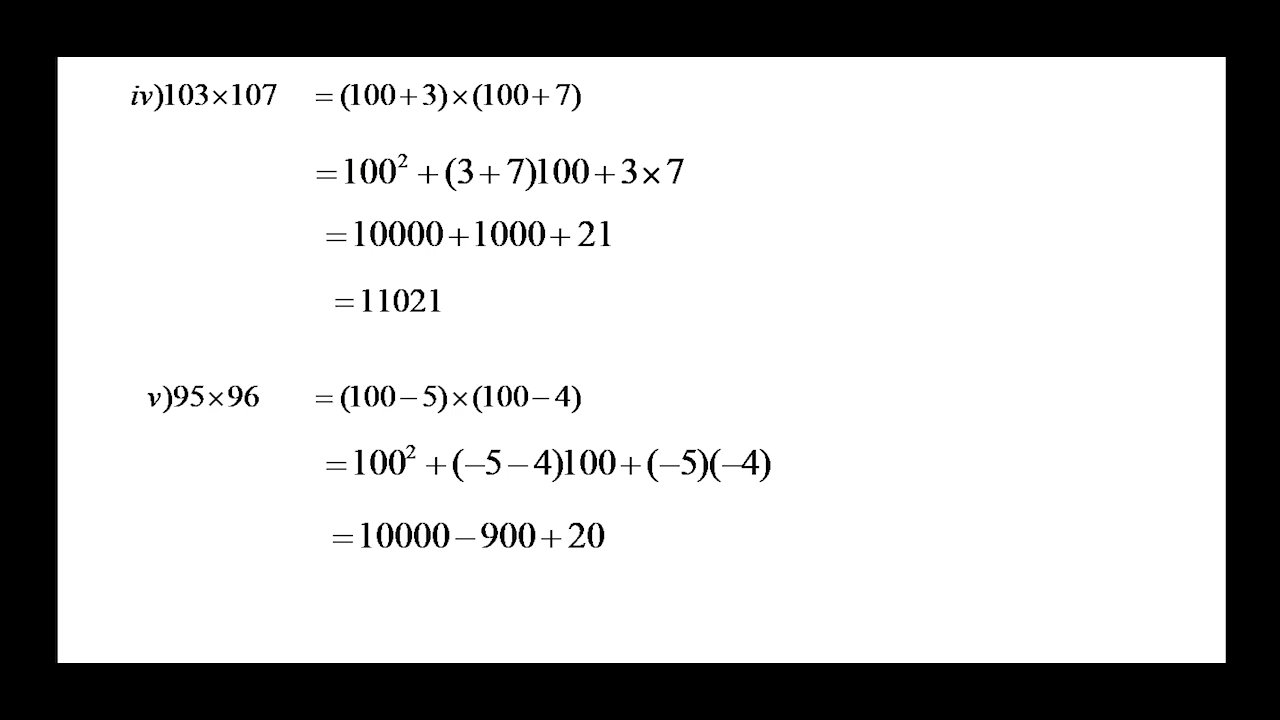 iv)103×107 =(100+3)×(100+7)
=100²+(3+7)100+3×7
=10000+1000+21
=11021
v)95×96 =(100−5)×(100−4)
=100²+(−5−4)100+(−5)(−4)
=10000−900+20